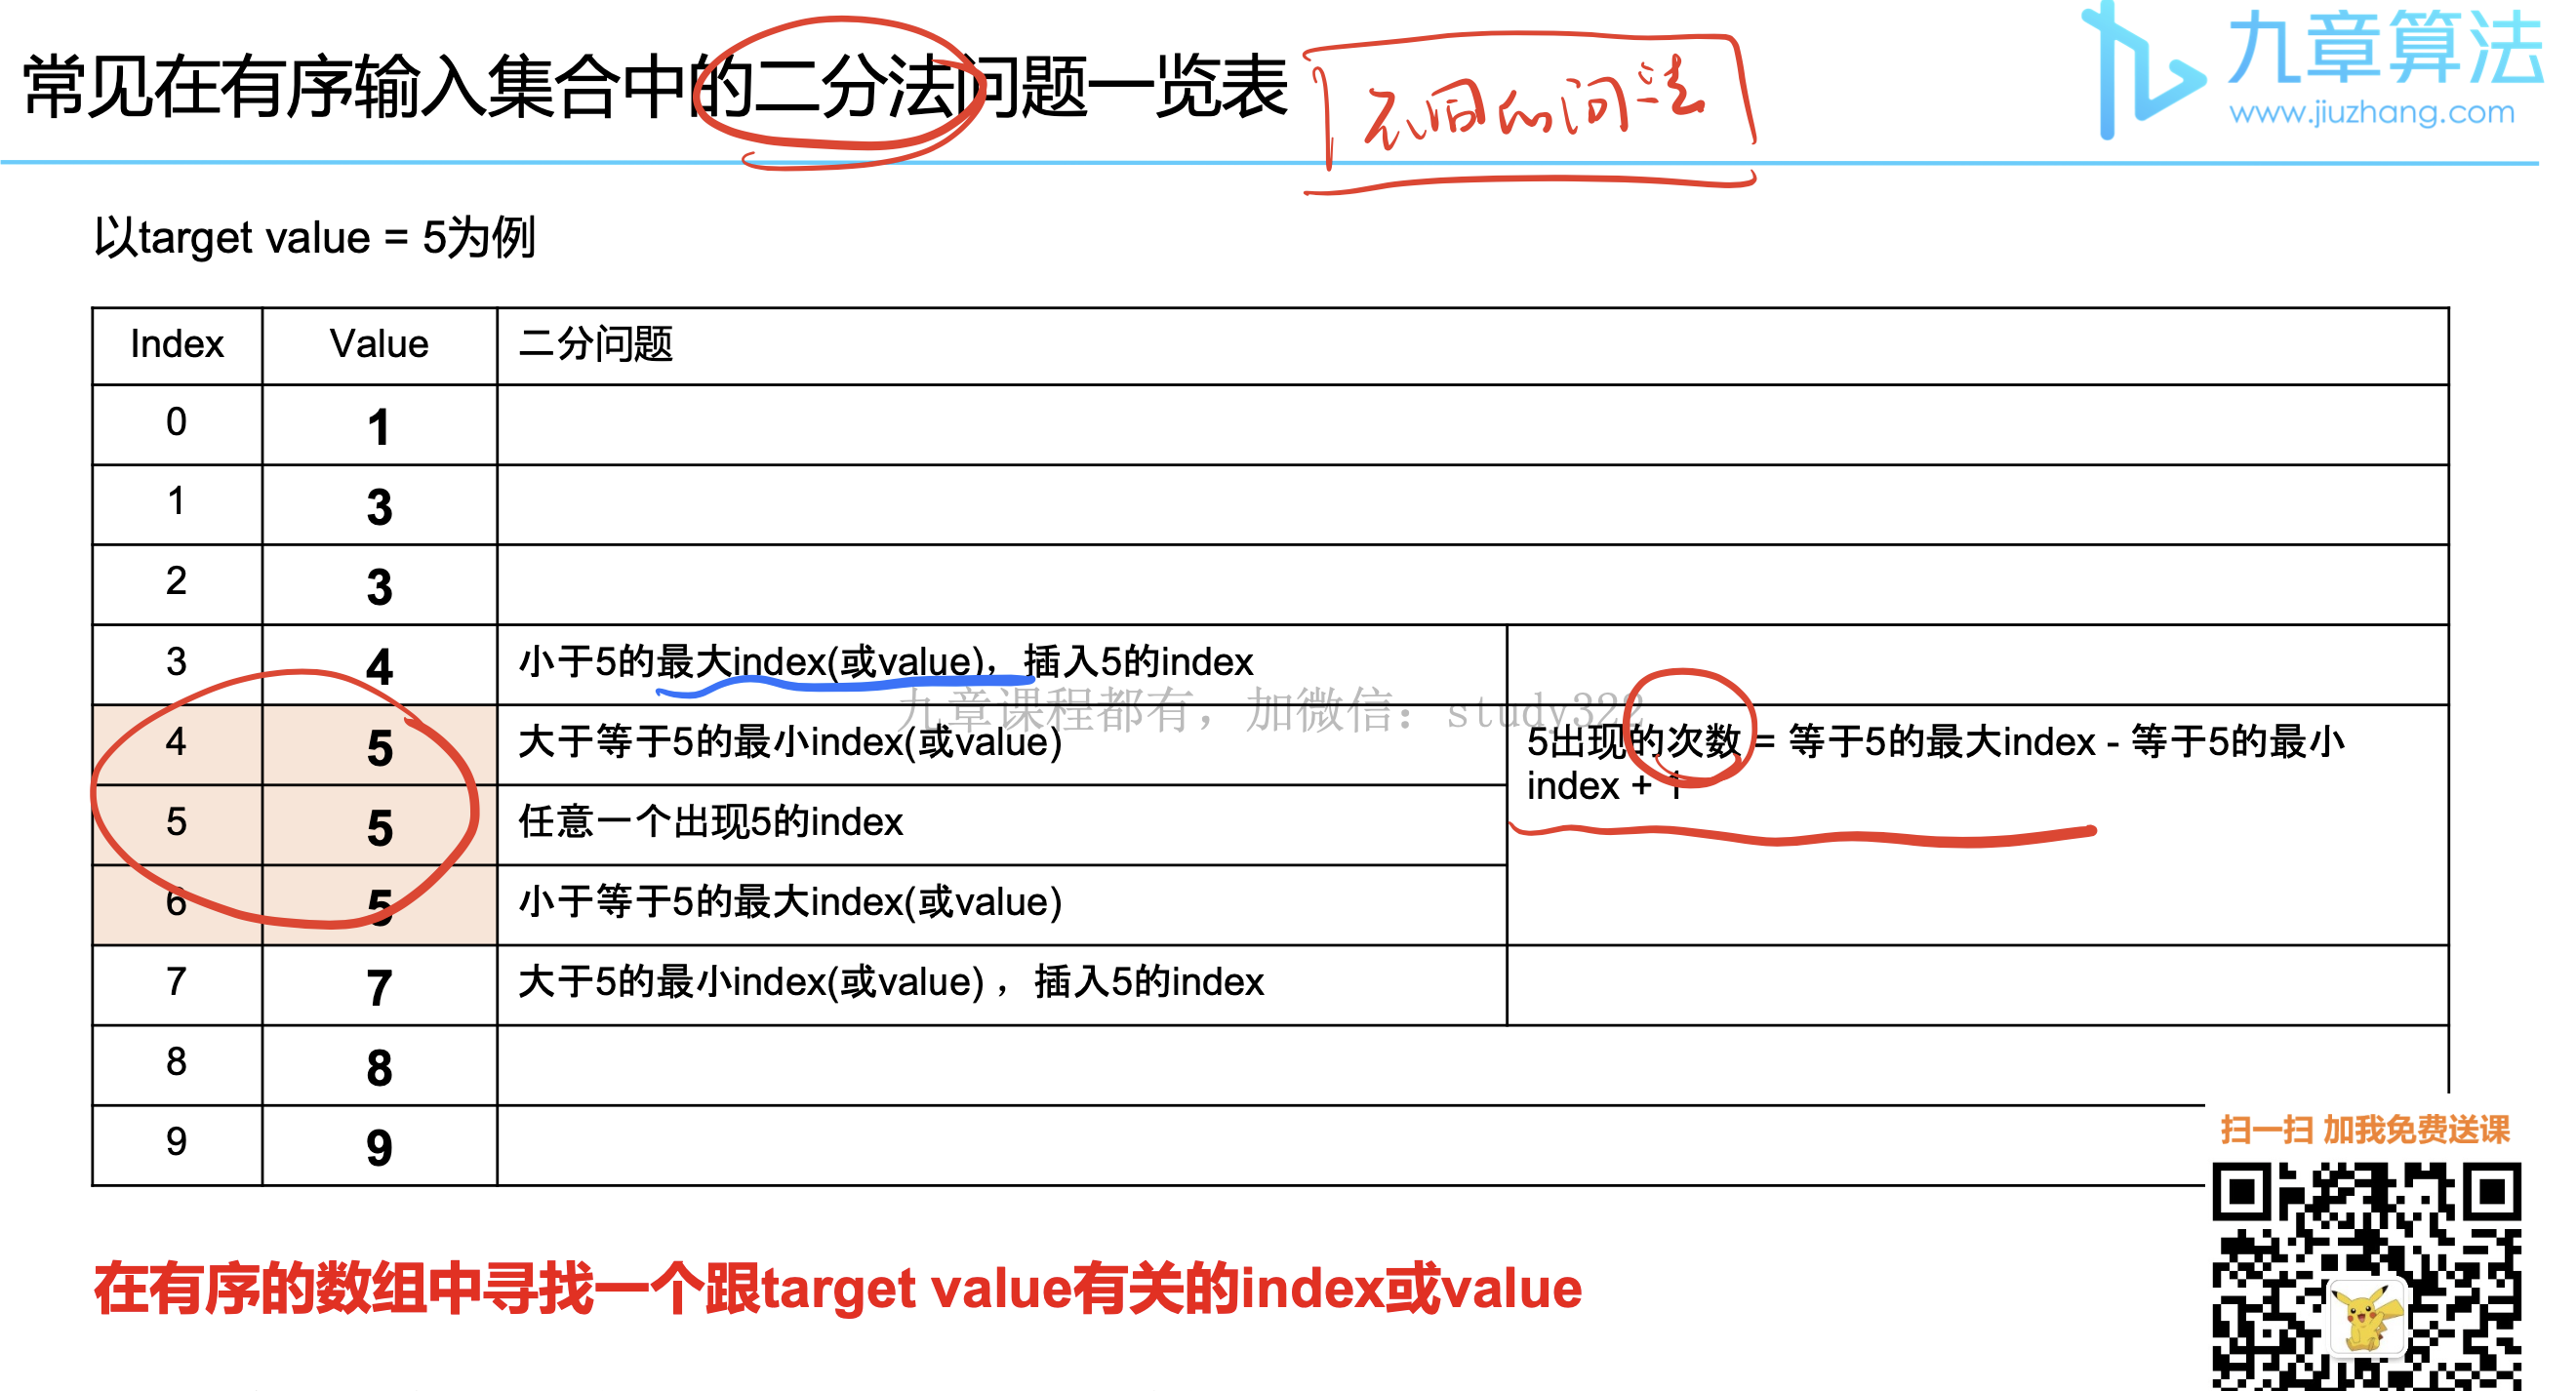 常见在有序输入集合中的二分法问题一览表
不同的问法
九章算法
www.jiuzhang.com
以target value = 5为例
Index Value 二分问题
0 1
1 3
2 3
3 4 小于5的最大index(或value)，插入5的index
九章课程都有，加微信：study322
4 5 大于等于5的最小index(或value) 5出现的次数 = 等于5的最大index - 等于5的最小
index + 1
5 5 任意一个出现5的index
6 5 小于等于5的最大index(或value)
7 7 大于5的最小index(或value) ，插入5的index
8 8
9 9
扫一扫 加我免费送课
在有序的数组中寻找一个跟target value有关的index或value